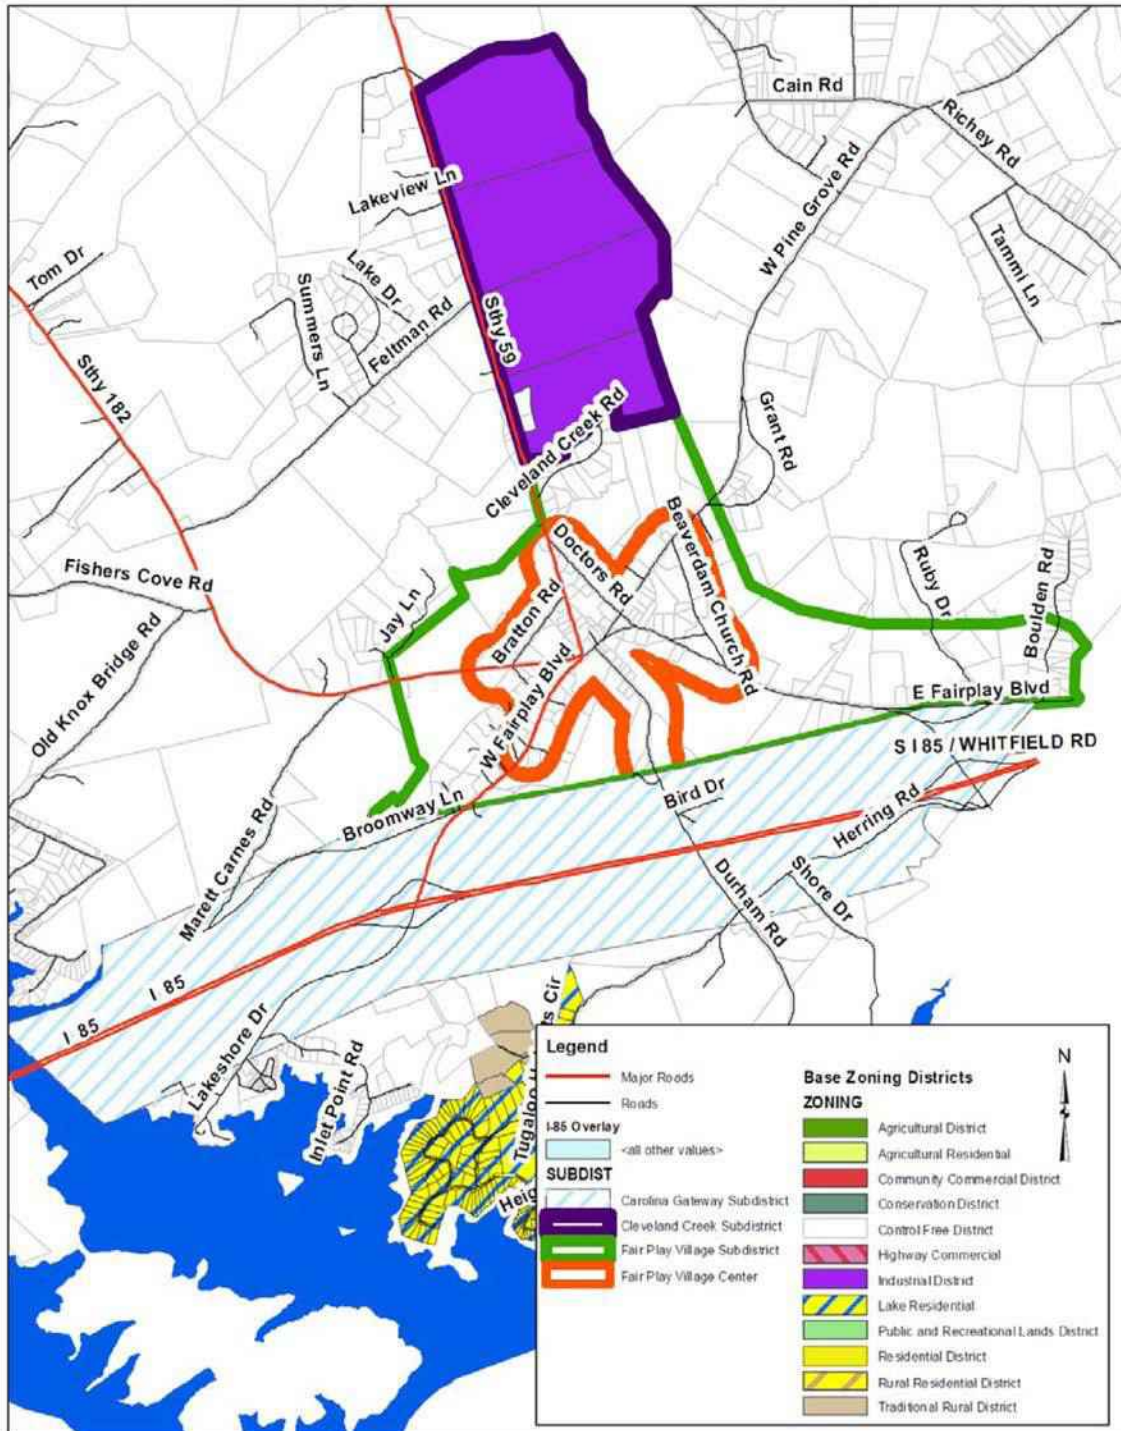 Cain Rd
Richey Rd
W Pine Grove Rd
Lakeview Ln
Tammi Ln
Tom Dr
Lake Dr
Summers Ln
Feltman Rd
Sthy 59
Sthy 182
Cleveland Creek Rd
Grant Rd
Beaverdam Church Rd
Doctors Rd
Fishers Cove Rd
Ruby Dr
Boulden Rd
Jay Ln
Bratton Rd
Old Knox Bridge Rd
W Fairplay Blvd
E Fairplay Blvd
S I 85 / WHITFIELD RD
Bird Dr
Broomway Ln
Herring Rd
Marett Carnes Rd
Shore Dr
Durham Rd
I 85
I 85
Lakeshore Dr
Inlet Point Rd
Tugaloo
Cir
Legend
Major Roads
Roads
I-85 Overlay
<all other values>
SUBDIST
Carolina Gateway Subdistrict
Cleveland Creek Subdistrict
Fair Play Village Subdistrict
Fair Play Village Center
N
Base Zoning Districts
ZONING
Agricultural District
Agricultural Residential
Community Commercial District
Conservation District
Control Free District
Highway Commercial
Industrial District
Lake Residential
Public and Recreational Lands District
Residential District
Rural Residential District
Traditional Rural District